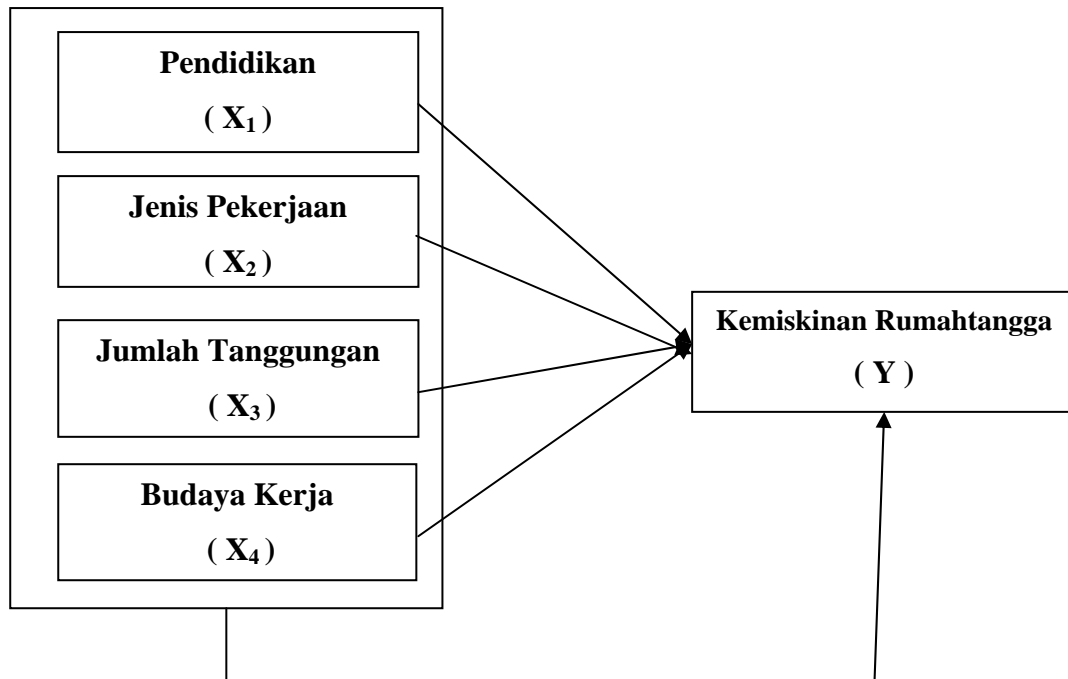 Pendidikan
( X₁ )
Jenis Pekerjaan
( X₂ )
Jumlah Tanggungan
( X₃ )
Budaya Kerja
( X₄ )
Kemiskinan Rumahtangga
( Y )